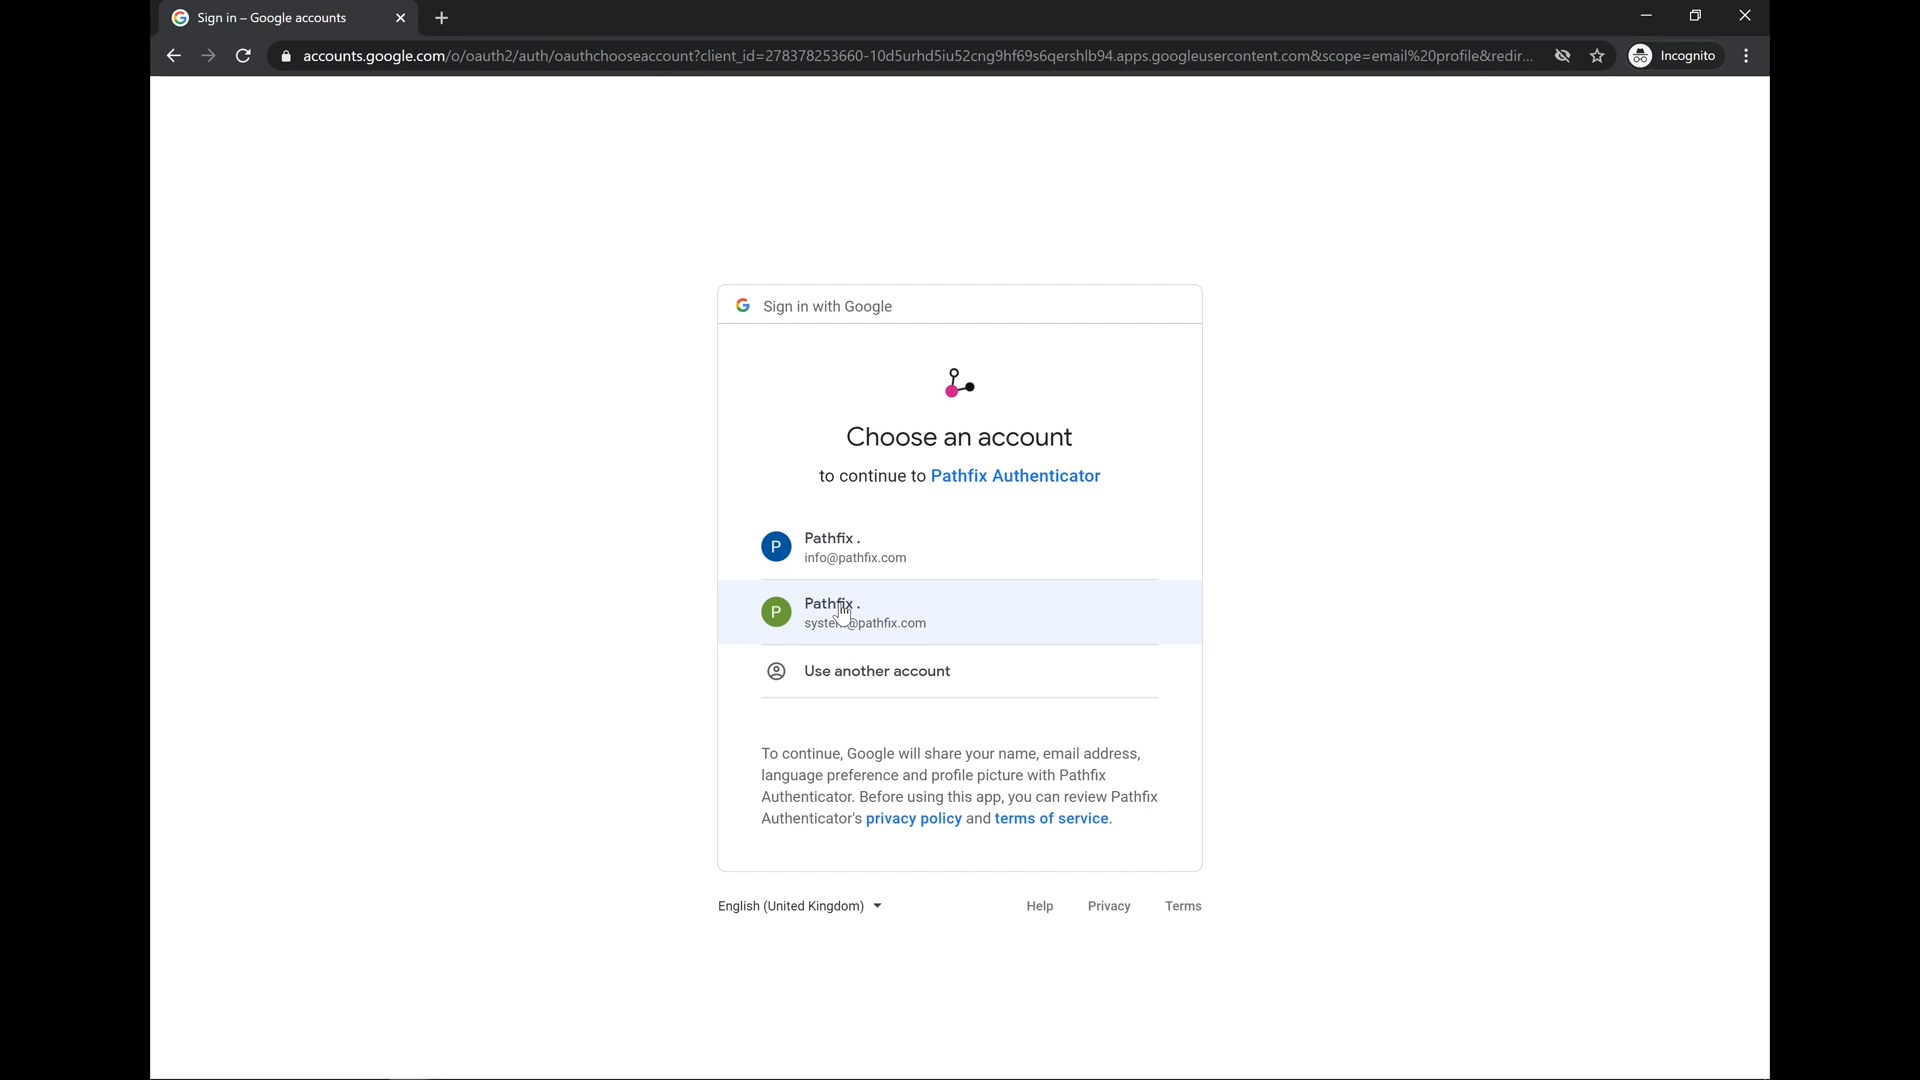 Sign in – Google accounts
accounts.google.com/o/oauth2/auth/oauthchooseaccount?client_id=278378253660-10d5urhd5iu52cng9hf69s6qershlb94.apps.googleusercontent.com&scope=email%20profile&redir...
Incognito
Sign in with Google
Choose an account
to continue to Pathfix Authenticator
P
Pathfix .
info@pathfix.com
P
Pathfix .
system@pathfix.com
Use another account
To continue, Google will share your name, email address,
language preference and profile picture with Pathfix
Authenticator. Before using this app, you can review Pathfix
Authenticator's privacy policy and terms of service.
English (United Kingdom)
Help Privacy Terms